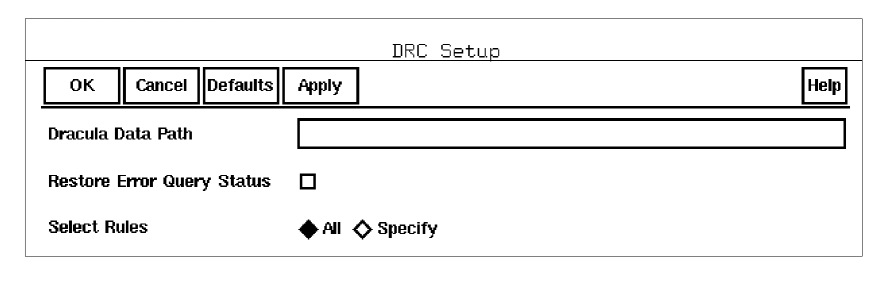 DRC Setup
OK Cancel Defaults Apply Help
Dracula Data Path
Restore Error Query Status
Select Rules All Specify